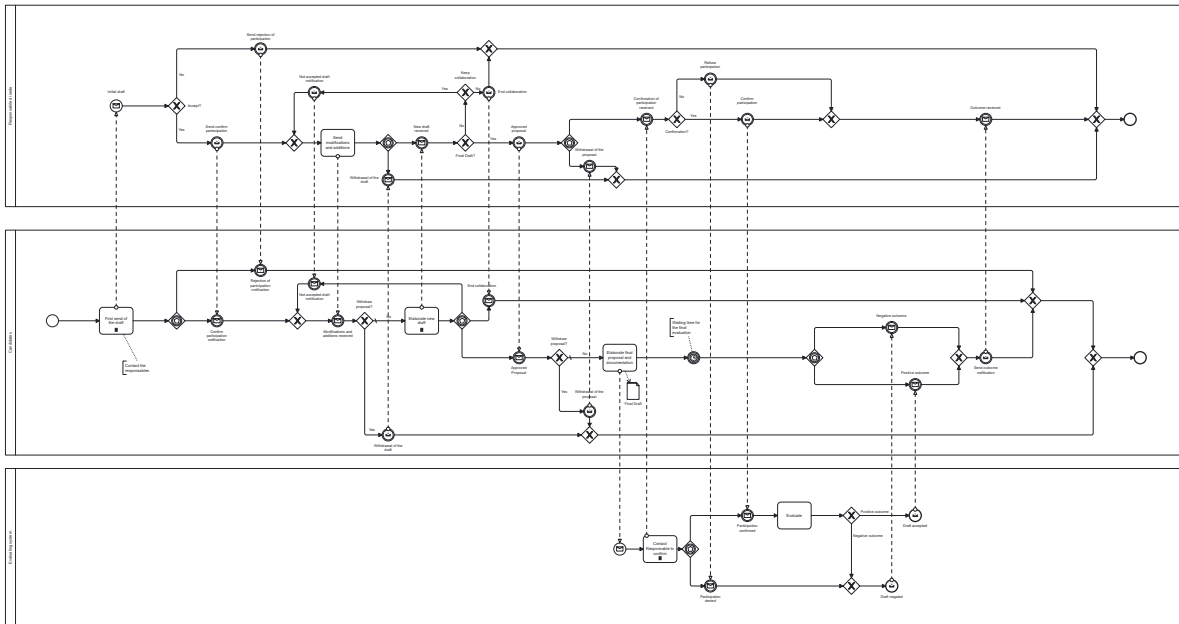 Send rejection of
participation
No
Initial draft
Accept?
Yes
Send confirm
participation
Not accepted draft
notification
Send
modifications
and additions
Withdrawal of the
draft
New draft
received
Keep
collaboration
Yes
No
No
Final Draft?
End collaboration
Yes
Approved
proposal
Withdrawal of the
proposal
Confirmation of
participation
received
Confirmation?
No
Yes
Refuse
participation
Confirm
participation
Outcome received
First send of
the draft
Contact the
responsables
Rejection of
participation
notification
Confirm
participation
notification
Not accepted draft
notification
Modifications and
additions received
Withdraw
proposal?
No
Yes
Withdrawal of the
draft
Elaborate new
draft
End collaboration
Approved
Proposal
Withdraw
proposal?
No
Yes
Withdrawal of the
proposal
Elaborate final
proposal and
documentation
Final Draft
Waiting time for
the final
evaluation
Negative outcome
Positive outcome
Send outcome
notification
Evaluating system
Contact
Responsable to
confirm
Participation
confirmed
Participation
denied
Evaluate
Positive outcome
Negative outcome
Draft accepted
Draft negated